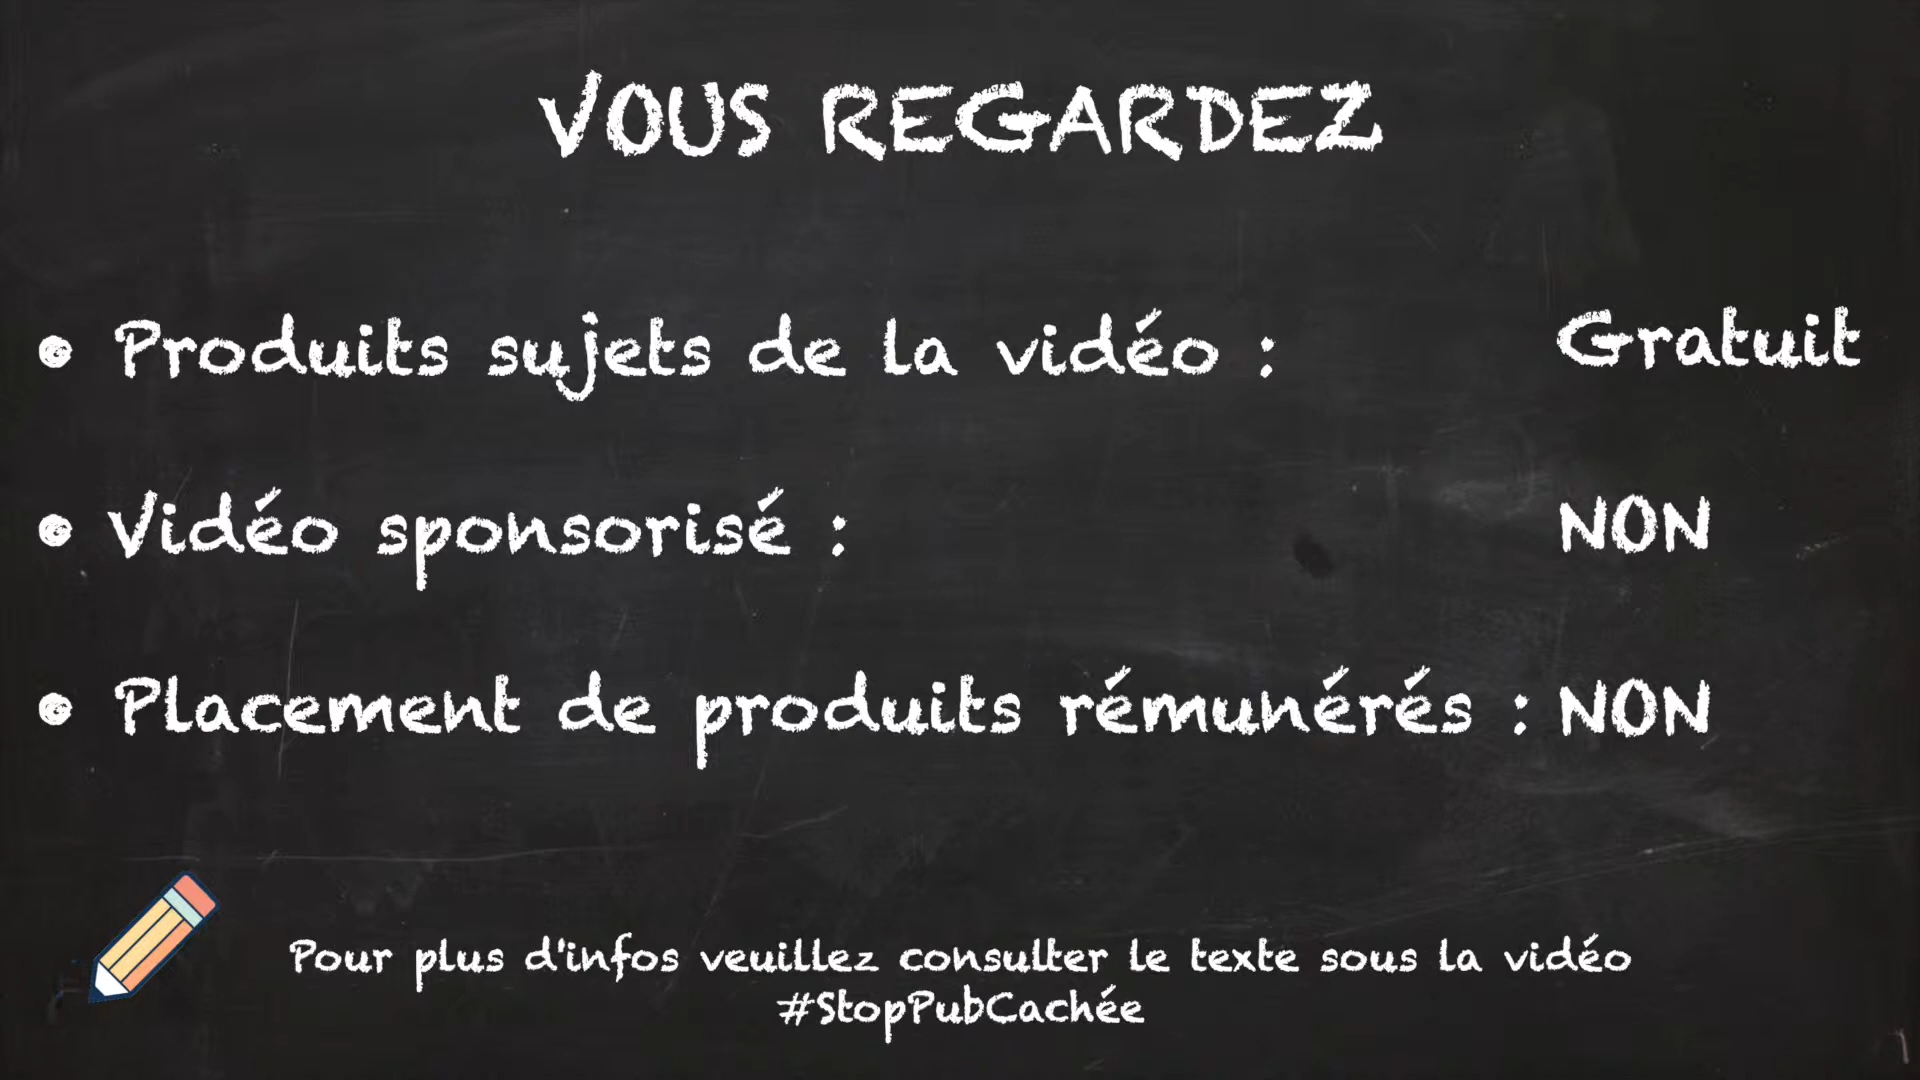 VOUS REGARDEZ
• Produits sujets de la vidéo : Gratuit
• Vidéo sponsorisé : NON
• Placement de produits rémunérés : NON
Pour plus d'infos veuillez consulter le texte sous la vidéo
#StopPubCachée